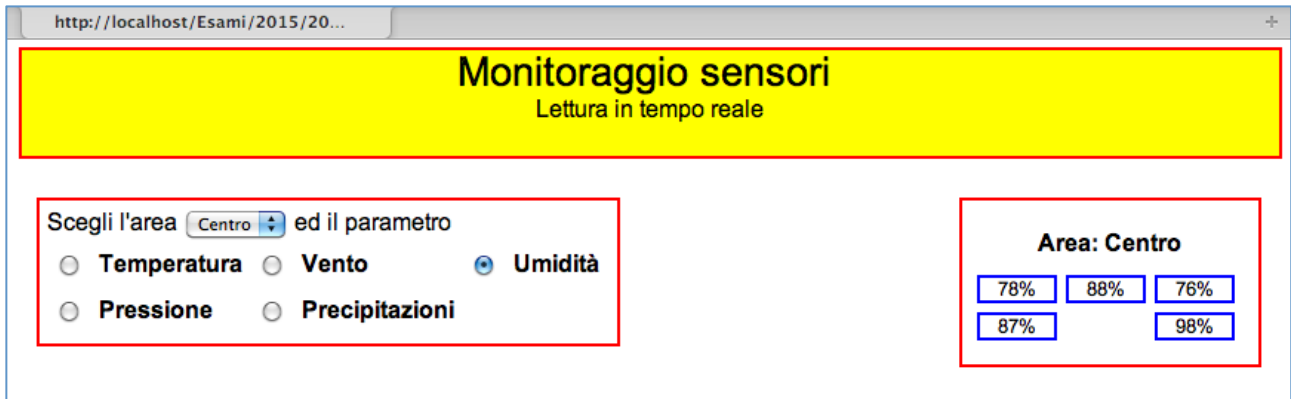 http://localhost/Esami/2015/20...
Monitoraggio sensori
Lettura in tempo reale
Scegli l'area Centro ed il parametro
Temperatura Vento Umidità
Pressione Precipitazioni
Area: Centro
78% 88% 76%
87% 98%